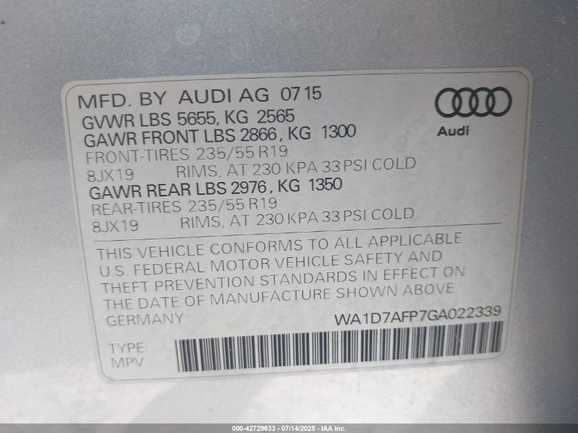 MFD. BY AUDI AG 07 15
GVWR LBS 5655, KG 2565
GAWR FRONT LBS 2866, KG 1300
FRONT-TIRES 235/55 R19
8JX19 RIMS, AT 230 KPA 33 PSI COLD
GAWR REAR LBS 2976, KG 1350
REAR-TIRES 235/55 R19
8JX19 RIMS, AT 230 KPA 33 PSI COLD
Audi
THIS VEHICLE CONFORMS TO ALL APPLICABLE
U.S. FEDERAL MOTOR VEHICLE SAFETY AND
THEFT PREVENTION STANDARDS IN EFFECT ON
THE DATE OF MANUFACTURE SHOWN ABOVE
GERMANY WA1D7AFP7GA022339
TYPE
MPV
000-42729633 - 07/14/2025 - IAA Inc.